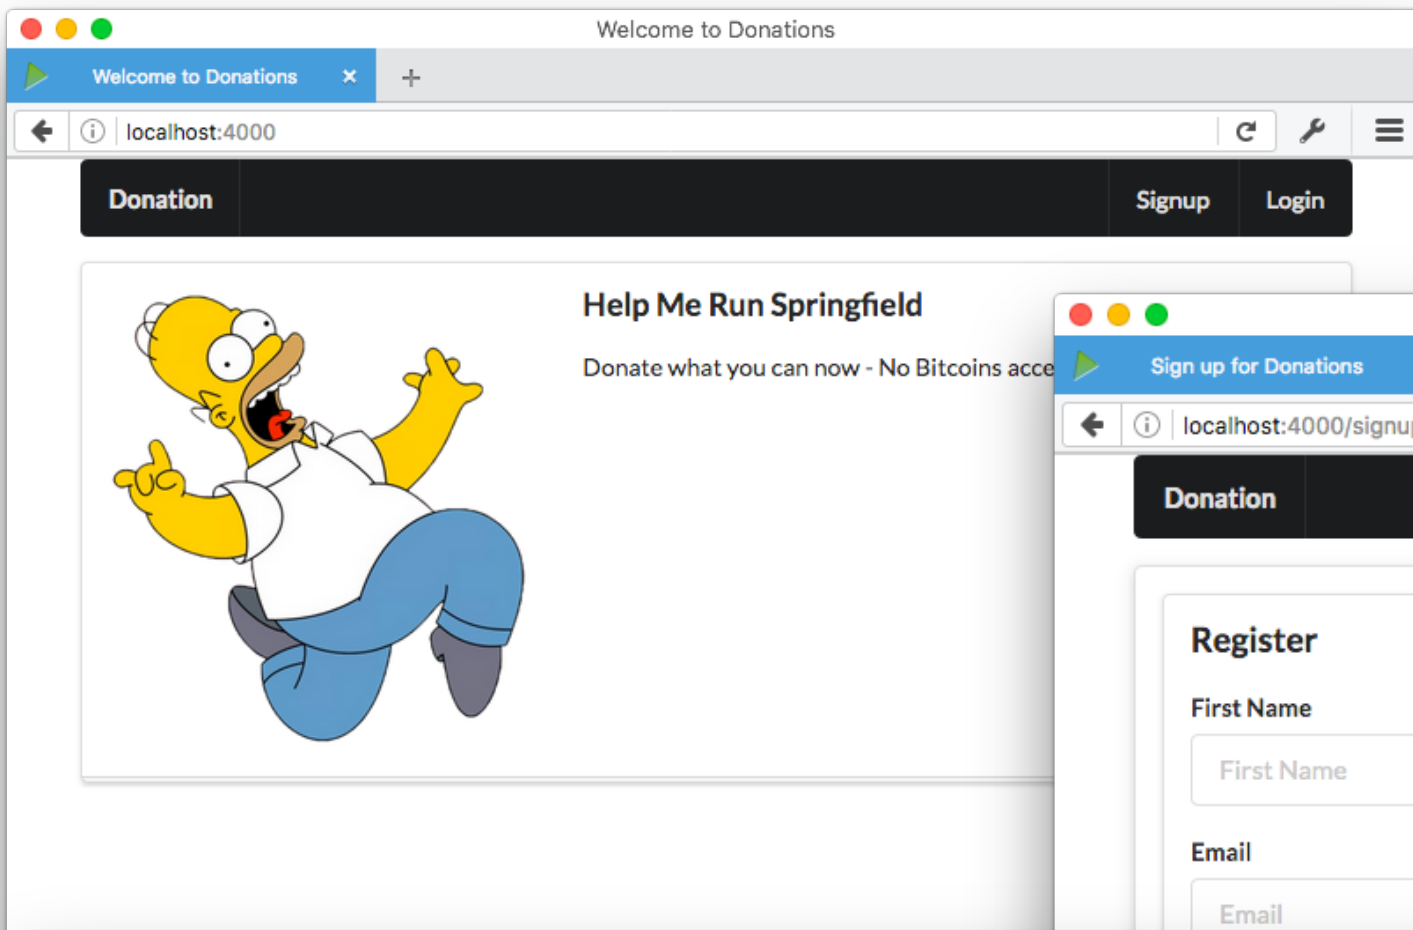 Welcome to Donations
Welcome to Donations
localhost:4000
Donation
Signup
Login
Help Me Run Springfield
Donate what you can now - No Bitcoins
Sign up for Donations
localhost:4000/signu
Donation
Register
First Name
First Name
Email
Email